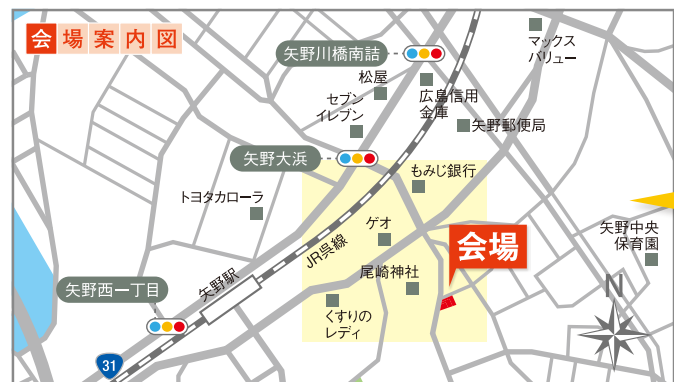 会場案内図
矢野川橋南詰
マックス
バリュー
松屋
広島信用
金庫
セブン
イレブン
矢野郵便局
矢野大浜
もみじ銀行
トヨタカローラ
ゲオ
会場
矢野中央
保育園
JR呉線
尾崎神社
矢野駅
矢野西一丁目
くすりの
レディ
N
31